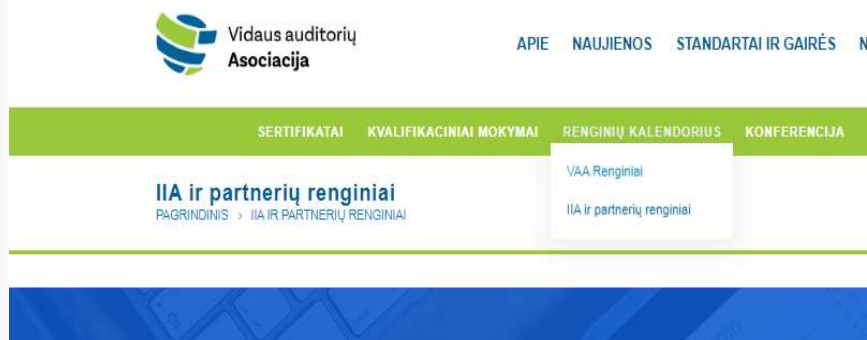 Vidaus auditorių
Asociacija
APIE NAUJIENOS STANDARTAI IR GAIRĖS N
SERTIFIKATAI KVALIFIKACINIAI MOKYMAI RENGINIŲ KALENDORIUS KONFERENCIJA
VAA Renginiai
IIA ir partnerių renginiai
IIA ir partnerių renginiai
PAGRINDINIS › IIA IR PARTNERIŲ RENGINIAI